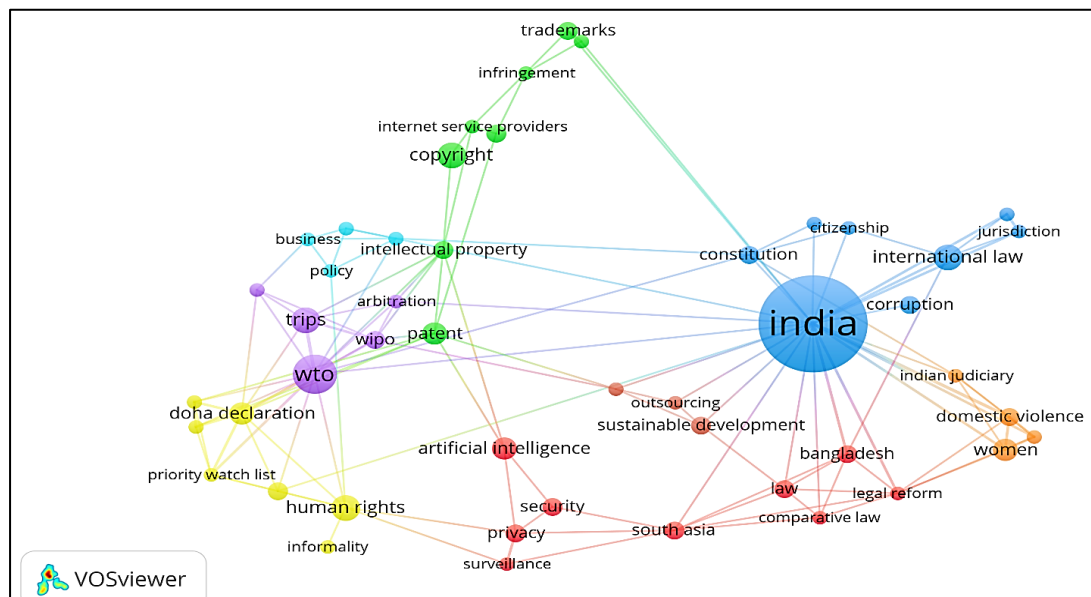 trademarks
infringement
internet service providers
copyright
business
intellectual property
policy
arbitration
trips
wipo
patent
wto
doha declaration
priority watch list
human rights
informality
artificial intelligence
security
privacy
surveillance
citizenship
jurisdiction
constitution
international law
corruption
india
indian judiciary
outsourcing
domestic violence
sustainable development
women
bangladesh
law
legal reform
comparative law
south asia
VOSviewer